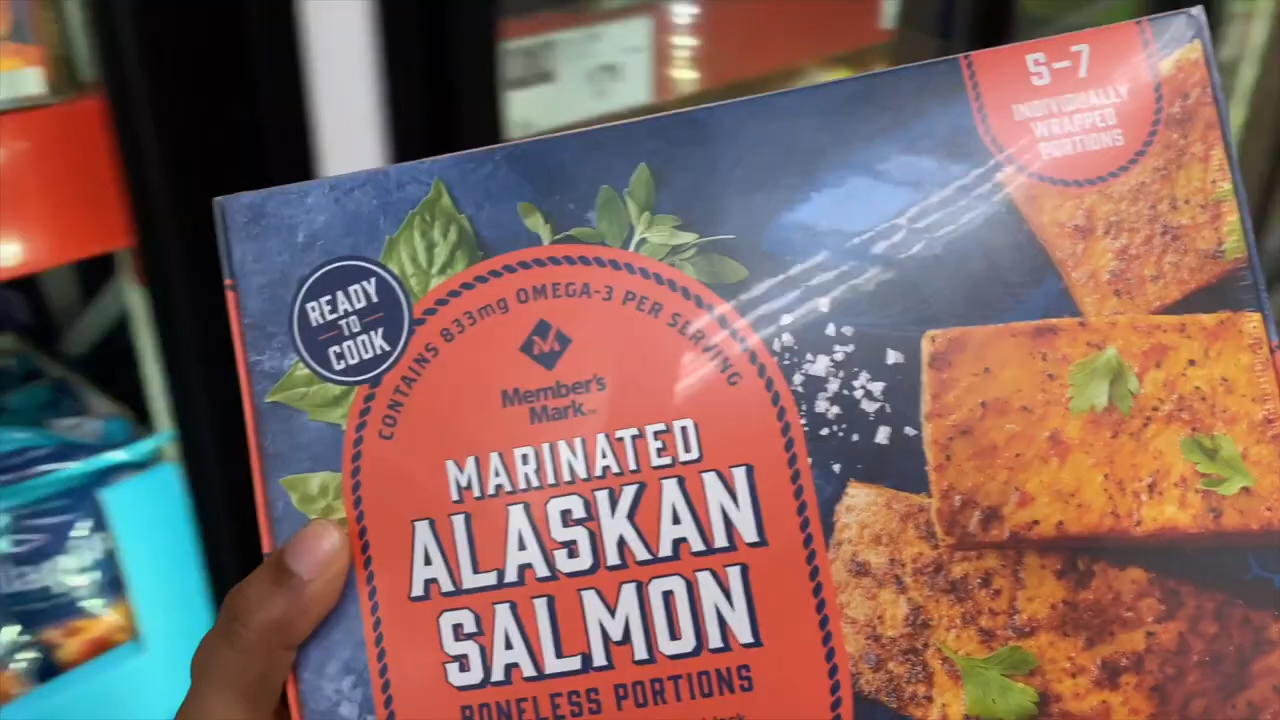 5-7
INDIVIDUALLY
WRAPPED
PORTIONS
READY
TO
COOK
CONTAINS 833mg OMEGA-3 PER SERVING
Member's
Mark™
MARINATED
ALASKAN
SALMON
BONELESS PORTIONS